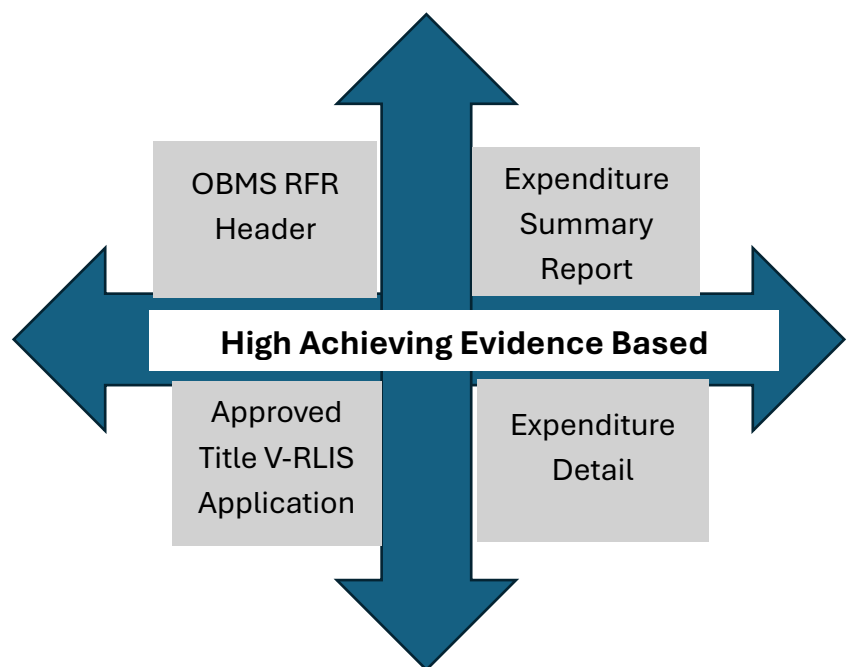 OBMS RFR
Header
Expenditure
Summary
Report
High Achieving Evidence Based
Approved
Title V-RLIS
Application
Expenditure
Detail